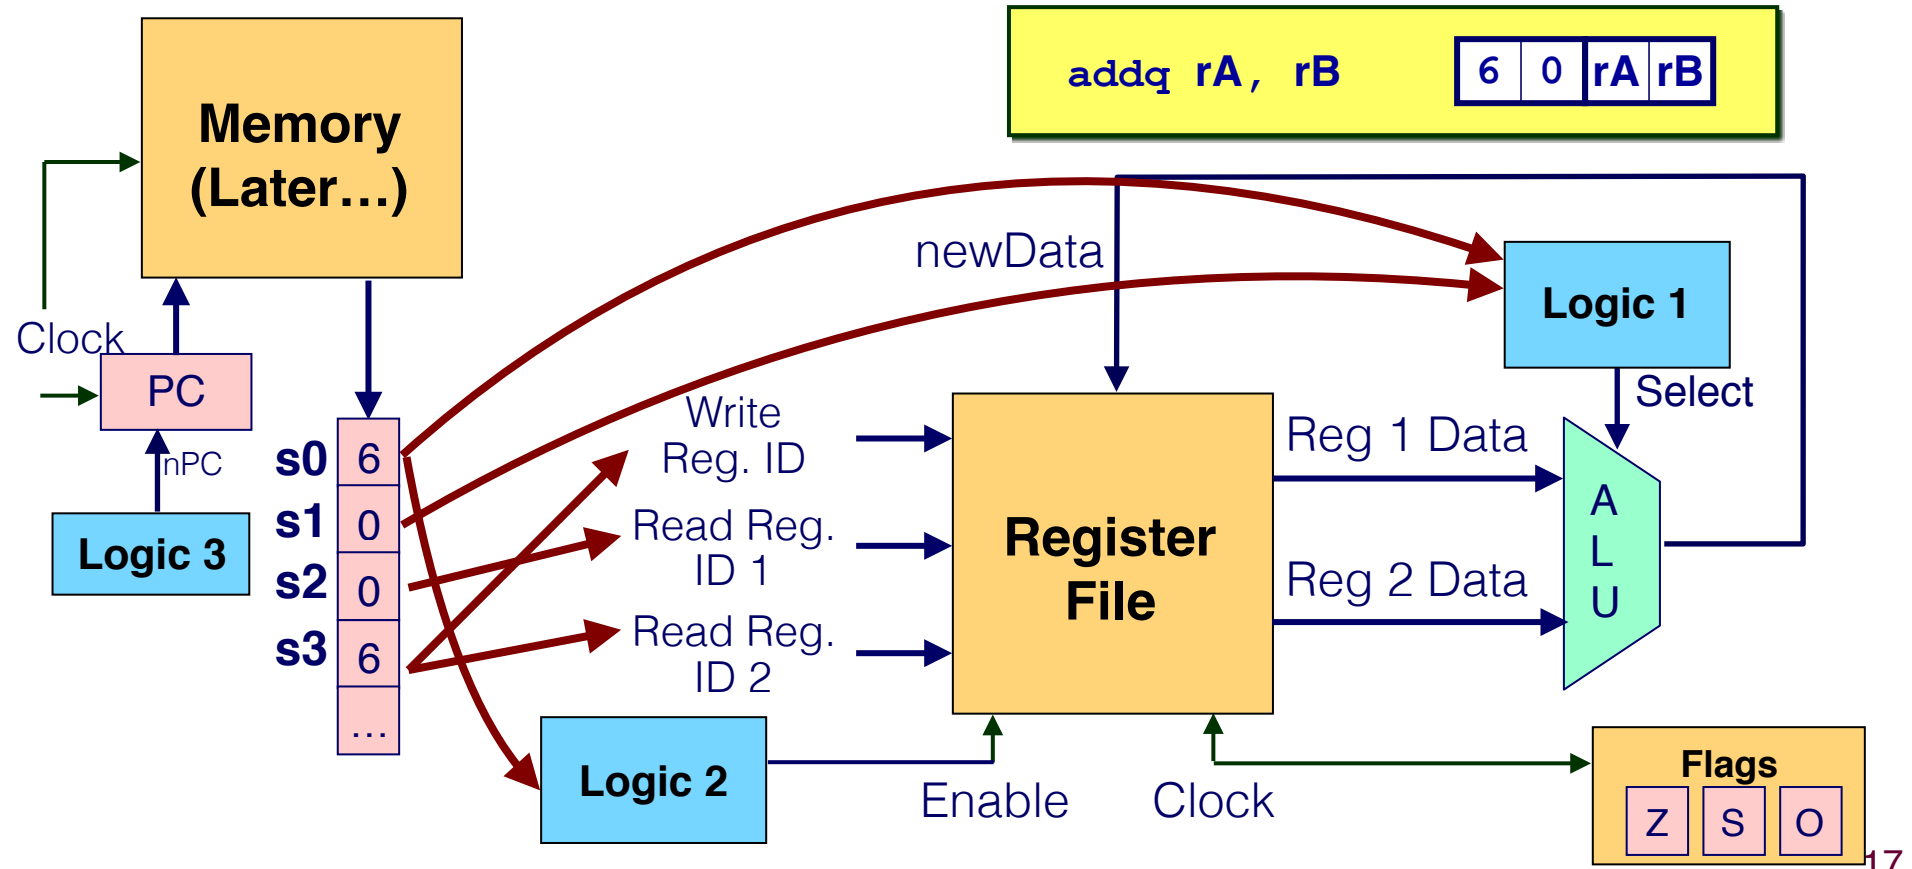 addq rA, rB
6 0 rA rB
Memory
(Later…)
newData
Logic 1
Clock
PC
Select
nPC
Logic 3
s0 6
s1 0
s2 0
s3 6
…
Write
Reg. ID
Read Reg.
ID 1
Read Reg.
ID 2
Register
File
Reg 1 Data
Reg 2 Data
A
L
U
Logic 2
Enable
Clock
Flags
Z S O
17